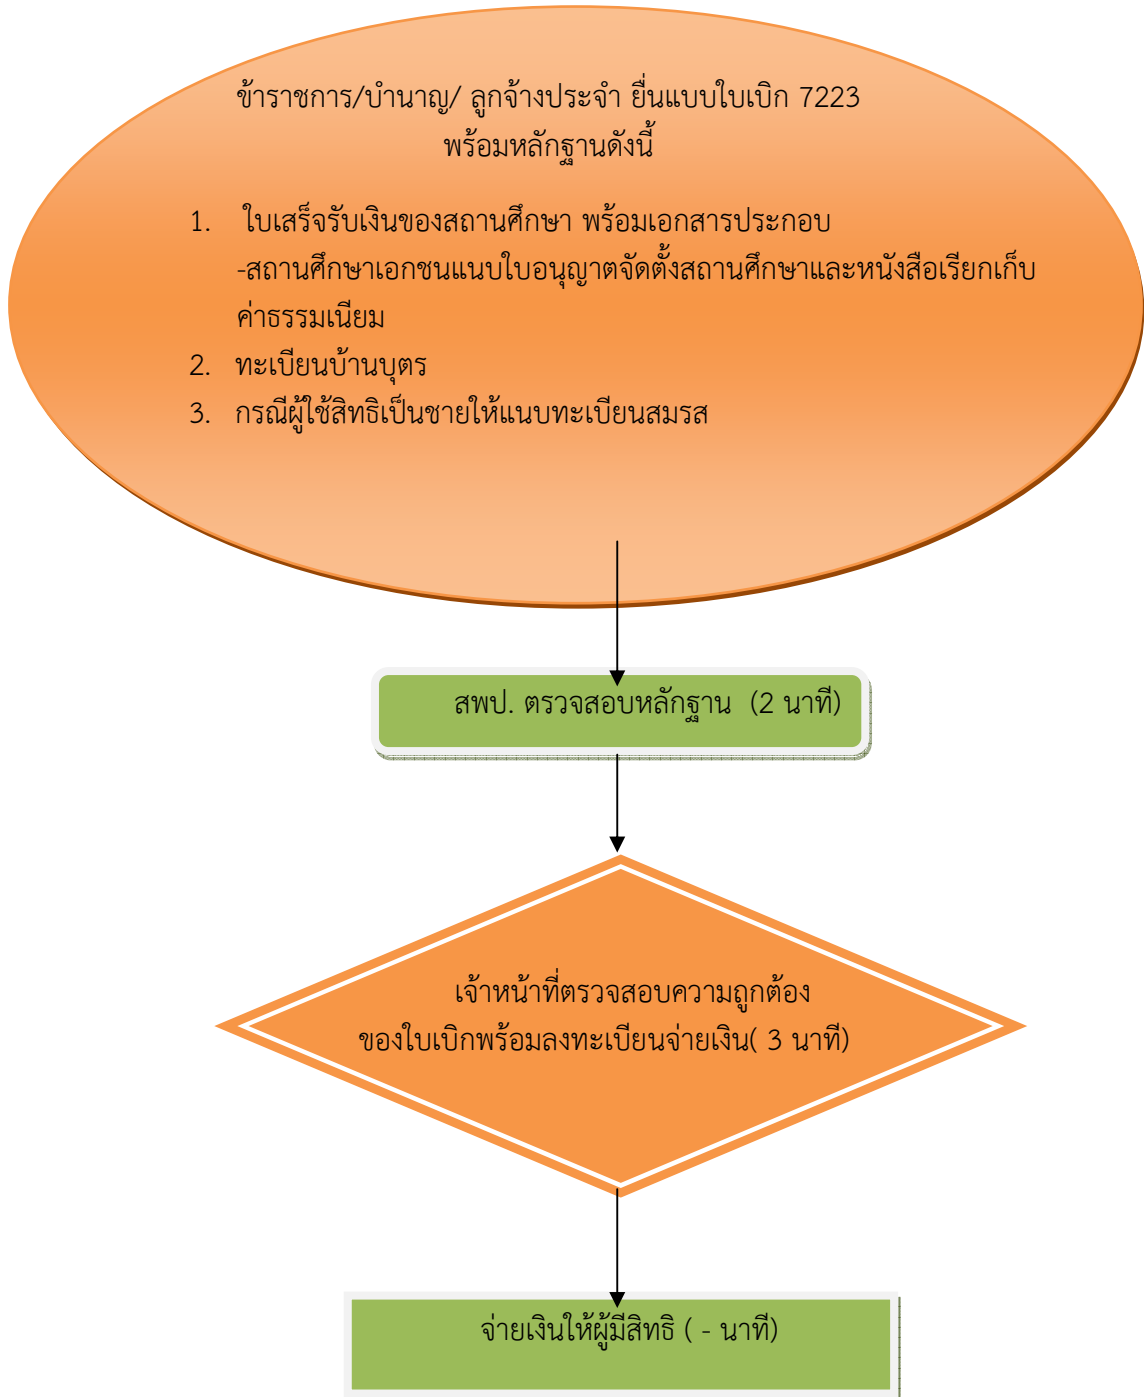 ข้าราชการ/บำนาญ/ ลูกจ้างประจำ ยื่นแบบใบเบิก 7223
พร้อมหลักฐานดังนี้
1. ใบเสร็จรับเงินของสถานศึกษา พร้อมเอกสารประกอบ
-สถานศึกษาเอกชนแนบใบอนุญาตจัดตั้งสถานศึกษาและหนังสือเรียกเก็บ
ค่าธรรมเนียม
2. ทะเบียนบ้านบุตร
3. กรณีผู้ใช้สิทธิเป็นชายให้แนบทะเบียนสมรส
สพป. ตรวจสอบหลักฐาน (2 นาที)
เจ้าหน้าที่ตรวจสอบความถูกต้อง
ของใบเบิกพร้อมลงทะเบียนจ่ายเงิน( 3 นาที)
จ่ายเงินให้ผู้มีสิทธิ ( - นาที)